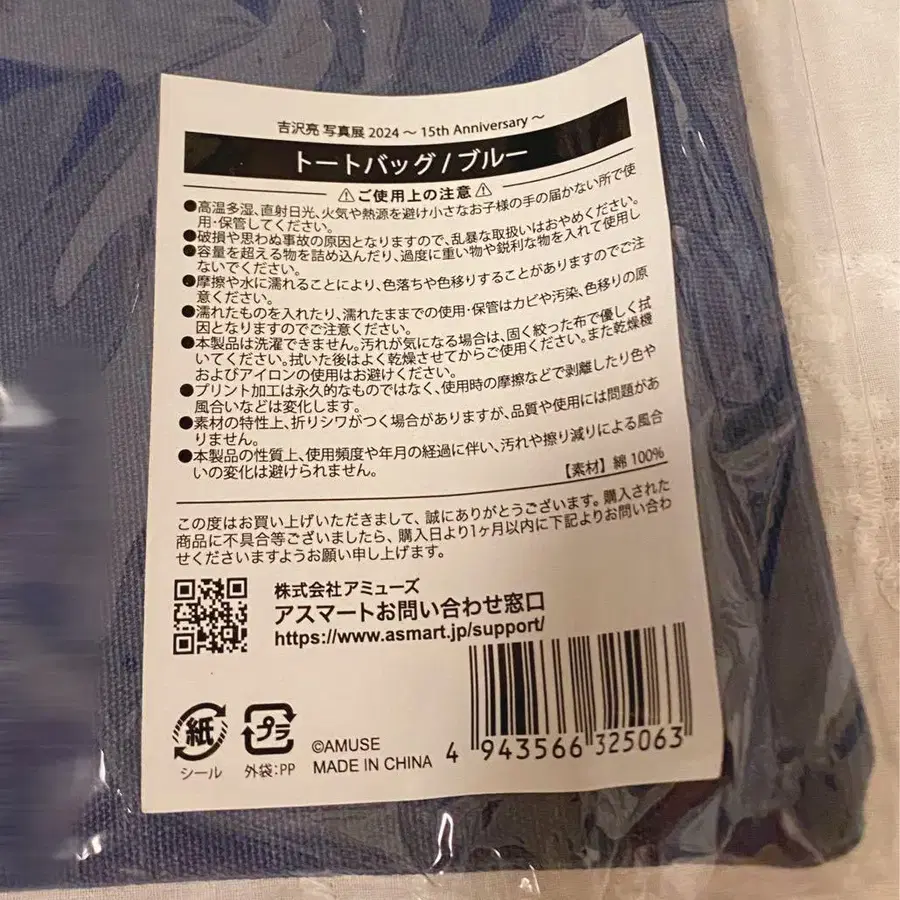 吉沢亮 写真展 2024 ～ 15th Anniversary ～
トートバッグ / ブルー
⚠ご使用上の注意⚠
●高温多湿、直射日光、火気や熱源を避け小さなお子様の手の届かない所で使
用・保管してください。
●破損や思わぬ事故の原因となりますので、乱暴な取扱いはおやめください。
●容量を超える物を詰め込んだり、過度に重い物や鋭利な物を入れて使用し
ないでください。
●摩擦や水に濡れることにより、色落ちや色移りすることがありますのでご注
意ください。
●濡れたものを入れたり、濡れたままでの使用・保管はカビや汚染、色移りの原
因となりますのでご注意ください。
●本製品は洗濯できません。汚れが気になる場合は、固く絞った布で優しく拭
いてください。拭いた後はよく乾燥させてからご使用ください。また乾燥機
およびアイロンの使用はお避けください。
●プリント加工は永久的なものではなく、使用時の摩擦などで剥離したり色や
風合いなどは変化します。
●素材の特性上、折りシワがつく場合がありますが、品質や使用には問題があ
りません。
●本製品の性質上、使用頻度や年月の経過に伴い、汚れや擦り減りによる風合
いの変化は避けられません。
【素材】綿 100%
この度はお買い上げいただきまして、誠にありがとうございます。購入された
商品に不具合等ございましたら、購入日より1ヶ月以内に下記よりお問い合わ
せくださいますようお願い申し上げます。
株式会社アミューズ
アスマートお問い合わせ窓口
https://www.asmart.jp/support/
紙
シール
プラ
外袋:PP
©AMUSE
MADE IN CHINA
4 943566 325063